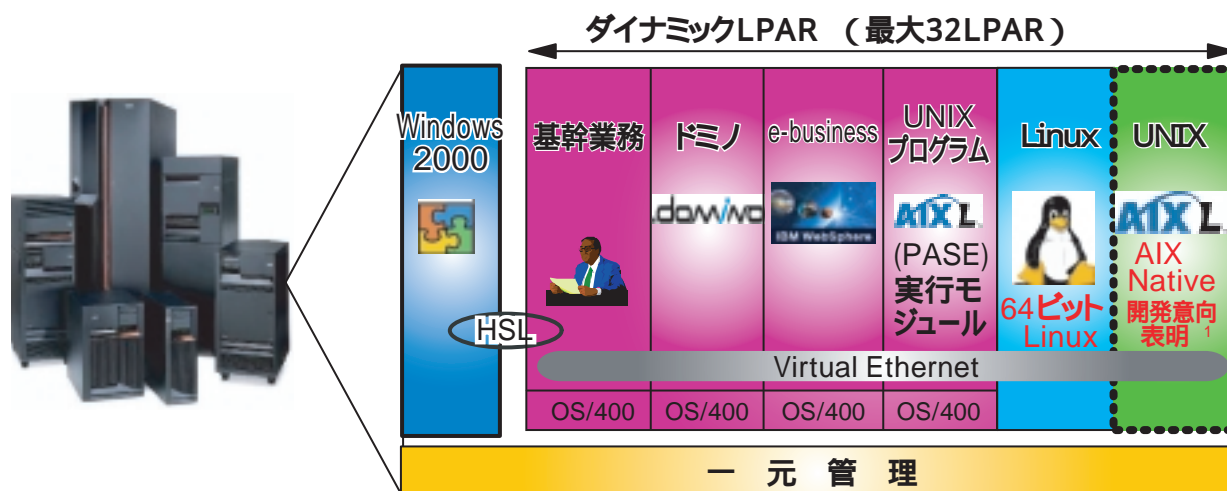 ダイナミックLPAR （最大32LPAR）
Windows
2000
基幹業務
ドミノ
e-business
UNIX
プログラム
Linux
UNIX
domino
IBM WebSphere
AIX L
(PASE)
実行モ
ジュール
64ビット
Linux
AIX L
AIX
Native
開発意向
表明 1
HSL
Virtual Ethernet
OS/400
OS/400
OS/400
OS/400
一 元 管 理